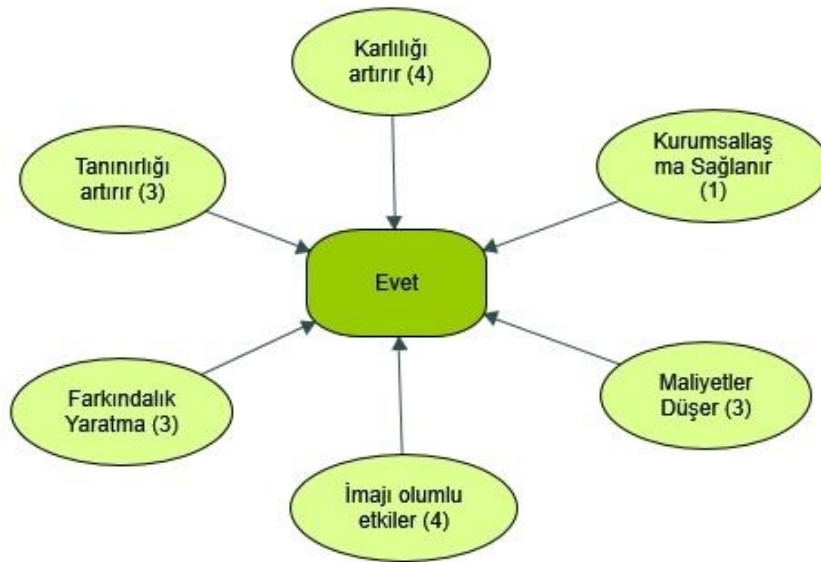 Karlılığı
artırır (4)
Kurumsallaş
ma Sağlanır
(1)
Tanınırlığı
artırır (3)
Evet
Farkındalık
Yaratma (3)
Maliyetler
Düşer (3)
İmajı olumlu
etkiler (4)